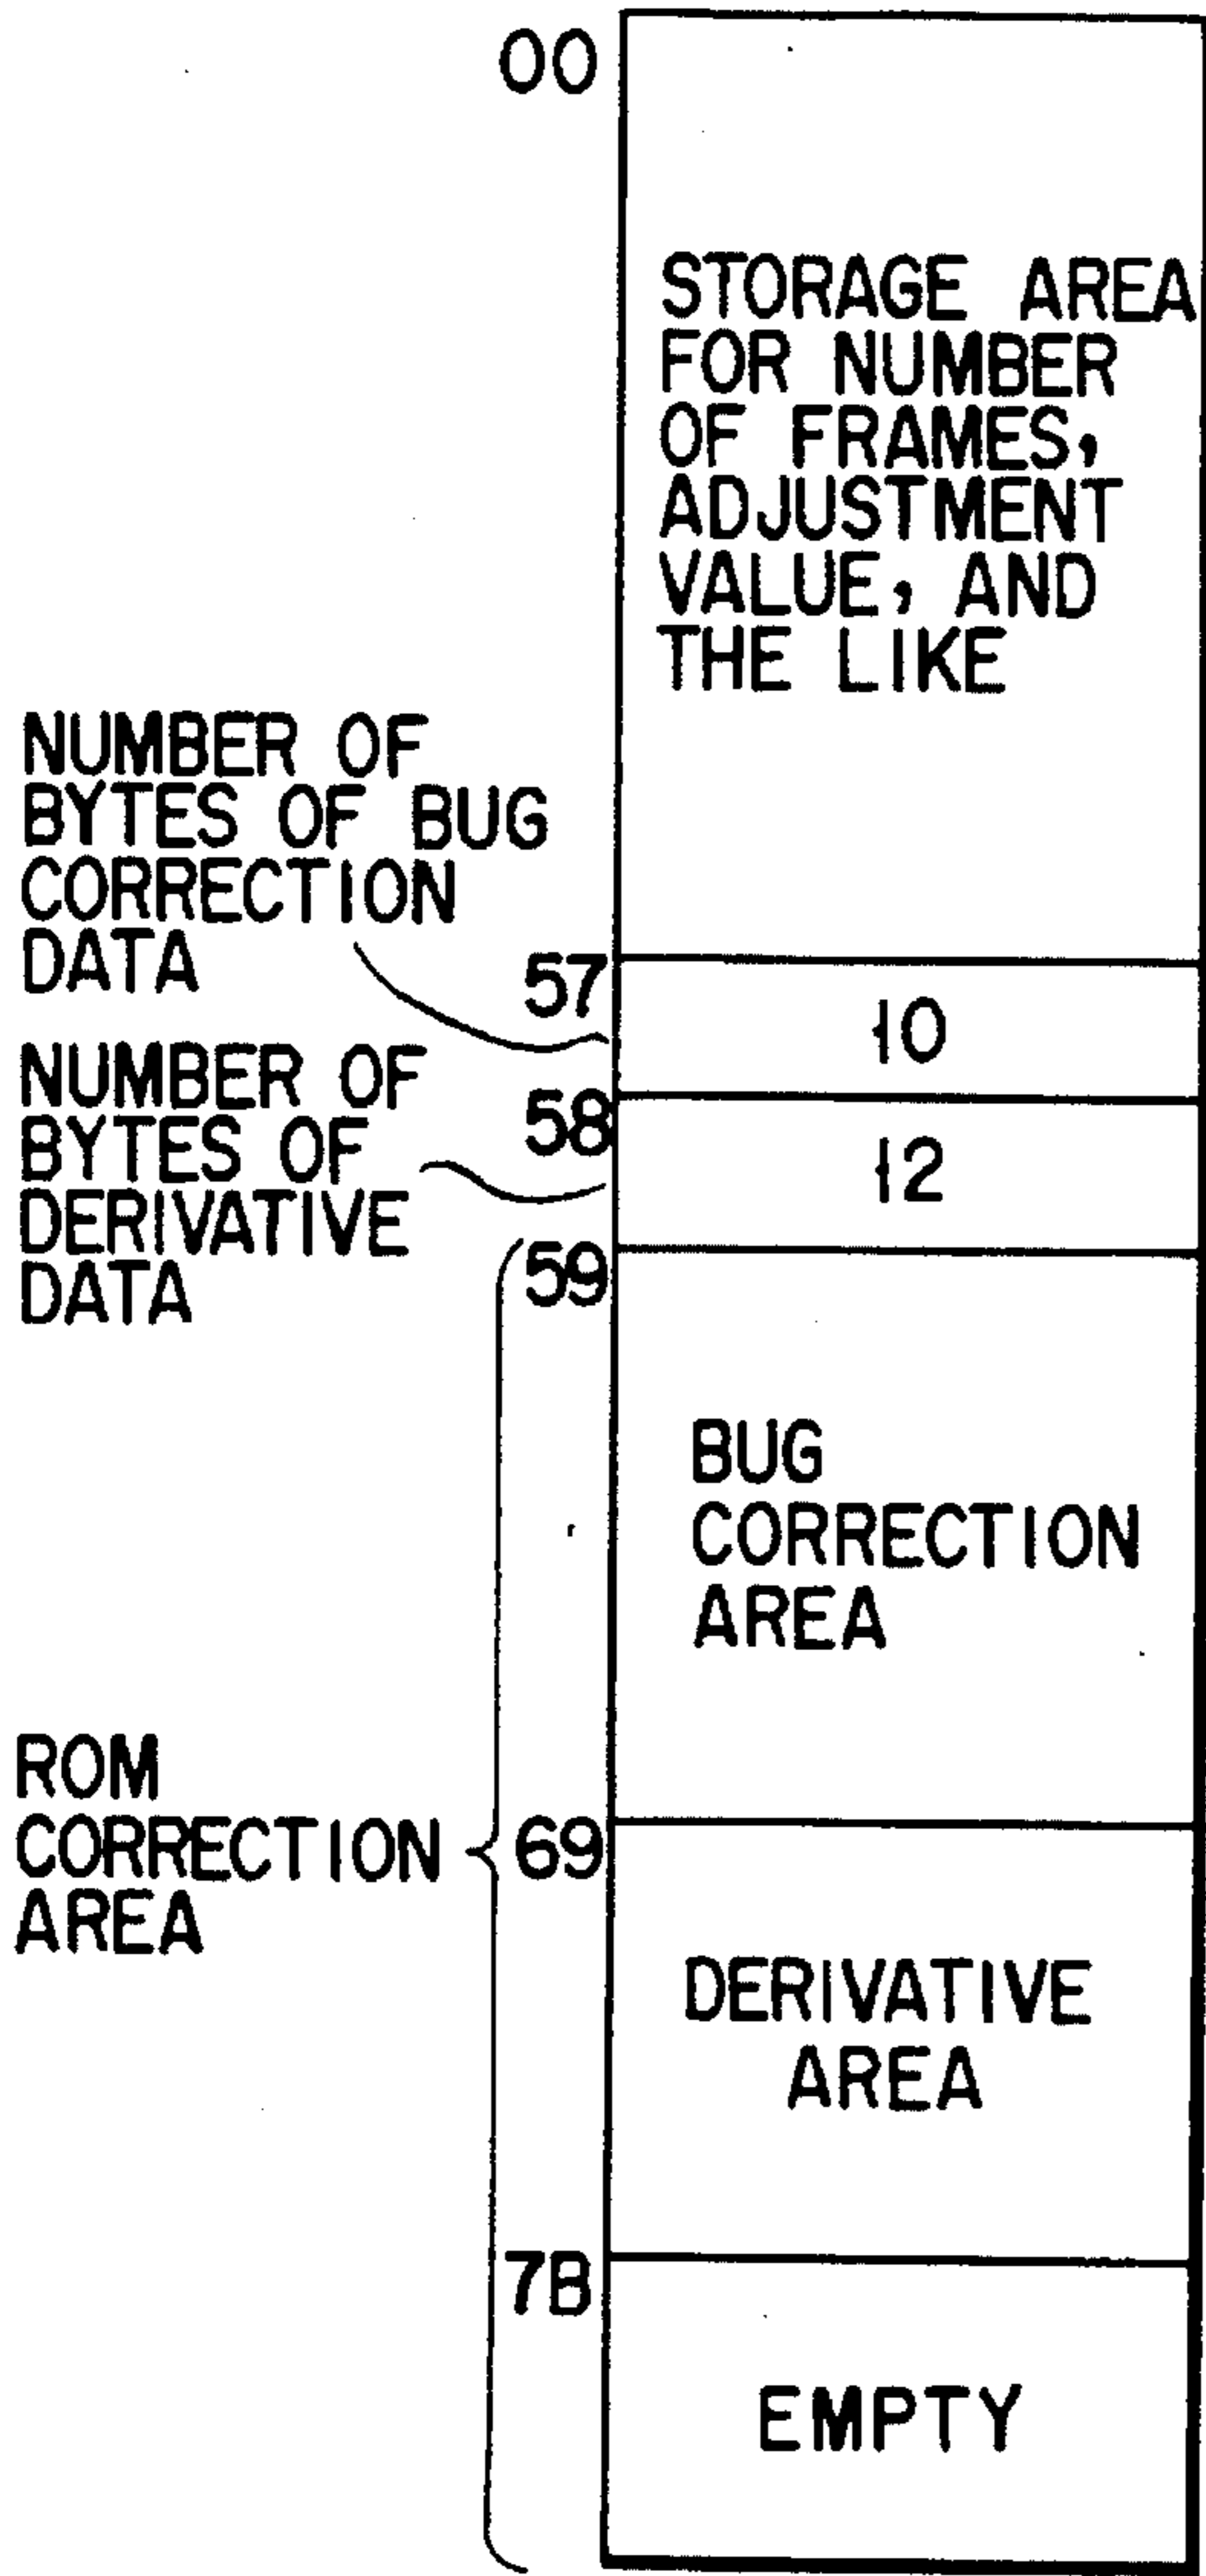 00
STORAGE AREA
FOR NUMBER
OF FRAMES,
ADJUSTMENT
VALUE, AND
THE LIKE
NUMBER OF
BYTES OF BUG
CORRECTION
DATA
57
10
NUMBER OF
BYTES OF
DERIVATIVE
DATA
58
12
59
BUG
CORRECTION
AREA
ROM
CORRECTION
AREA
69
DERIVATIVE
AREA
7B
EMPTY